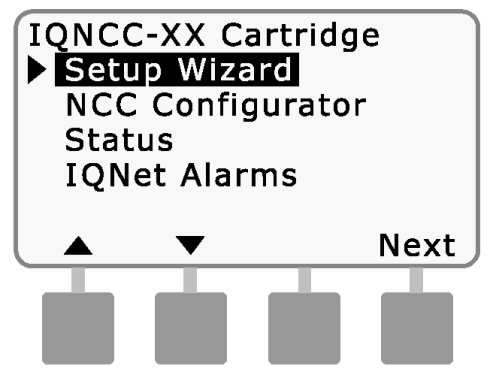 IQNCC-XX Cartridge
Setup Wizard
NCC Configurator
Status
IQNet Alarms
Next